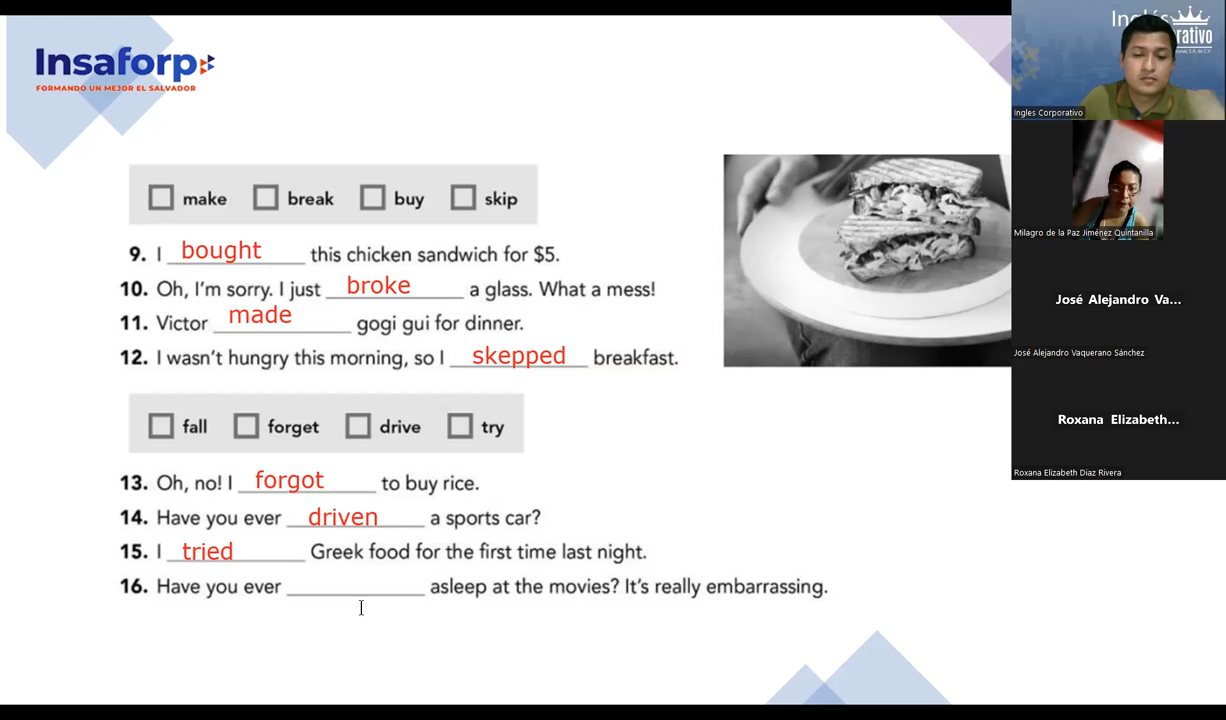 Insaforp
FORMANDO UN MEJOR EL SALVADOR
make break buy skip
9. I bought this chicken sandwich for $5.
10. Oh, I'm sorry. I just broke a glass. What a mess!
11. Victor made gogi gui for dinner.
12. I wasn't hungry this morning, so I skepped breakfast.
fall forget drive try
13. Oh, no! I forgot to buy rice.
14. Have you ever driven a sports car?
15. I tried Greek food for the first time last night.
16. Have you ever asleep at the movies? It's really embarrassing.
Ingles Corporativo
Milagro de la Paz Jiménez Quintanilla
José Alejandro Va...
José Alejandro Vaquerano Sánchez
Roxana Elizabeth...
Roxana Elizabeth Diaz Rivera